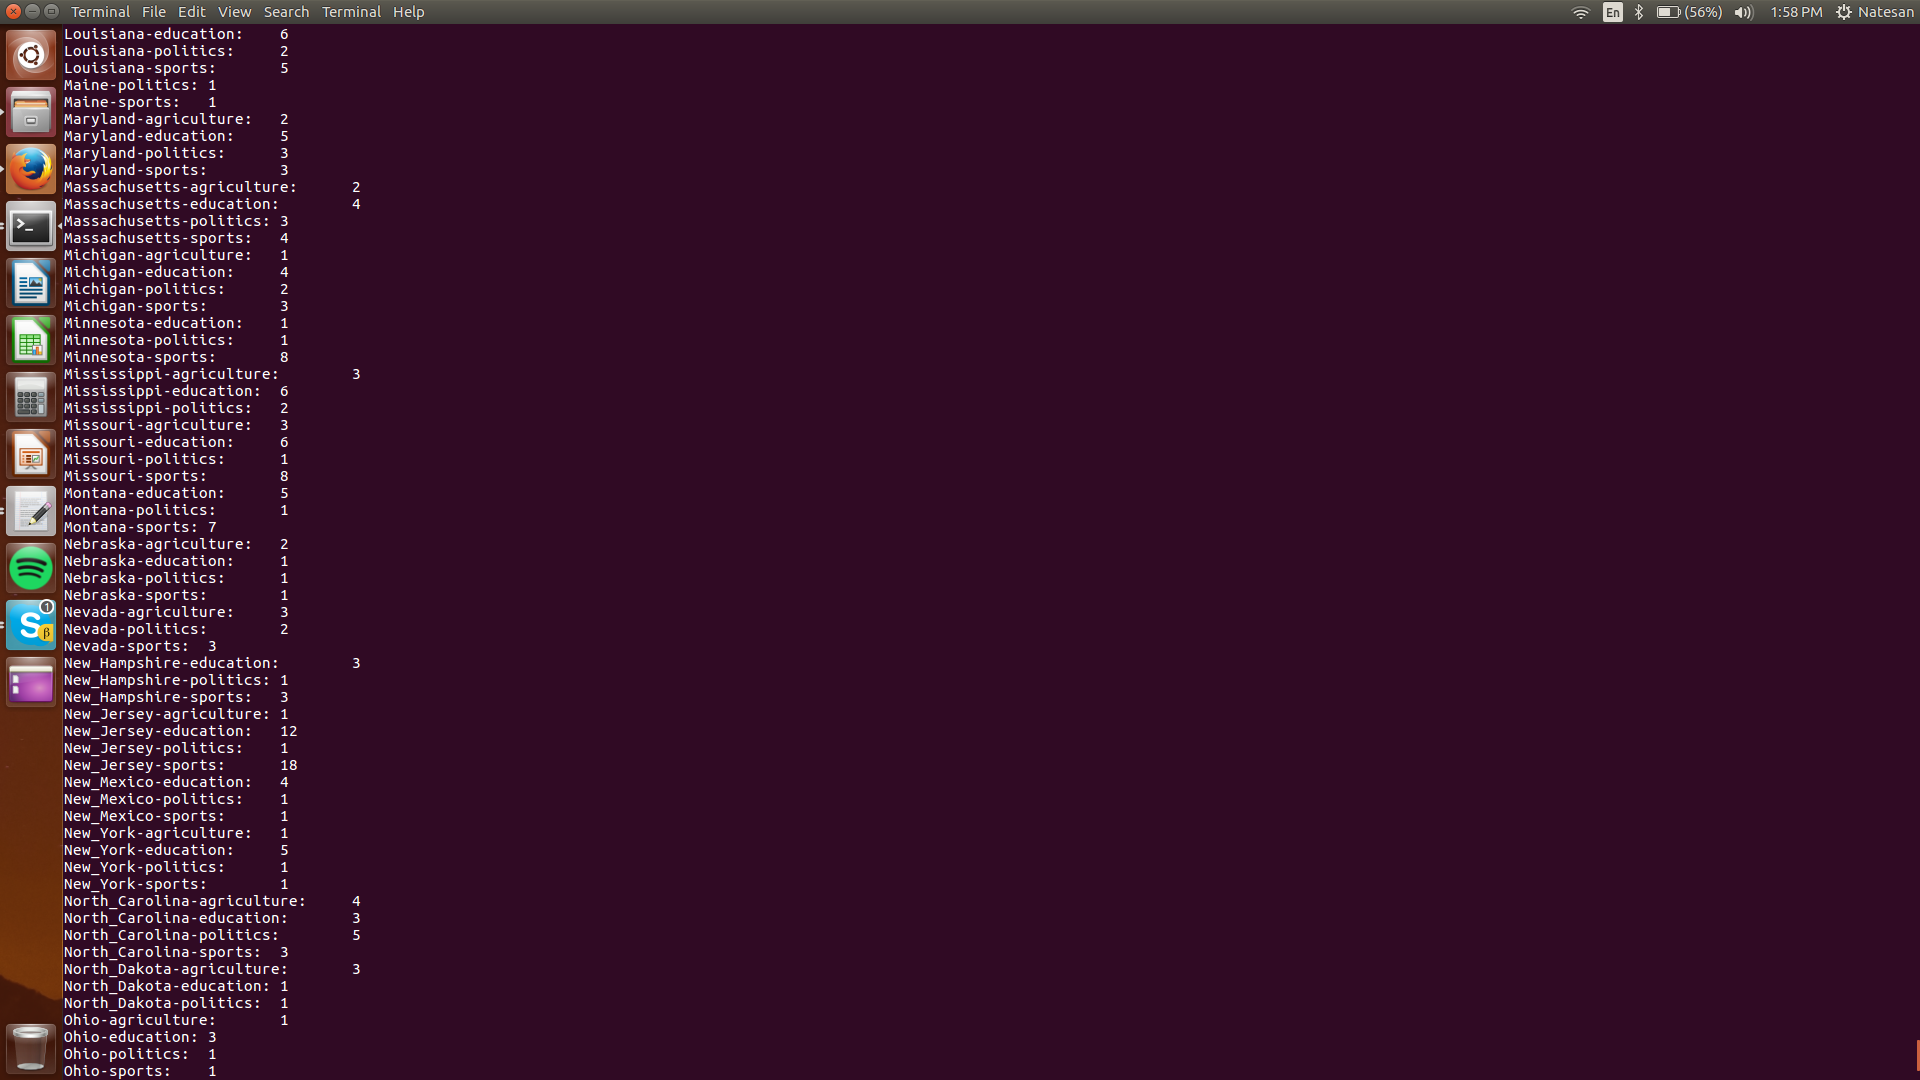 Terminal File Edit View Search Terminal Help En (56%) 1:58 PM Natesan
Louisiana-education: 6
Louisiana-politics: 2
Louisiana-sports: 5
Maine-politics: 1
Maine-sports: 1
Maryland-agriculture: 2
Maryland-education: 5
Maryland-politics: 3
Maryland-sports: 3
Massachusetts-agriculture: 2
Massachusetts-education: 4
Massachusetts-politics: 3
Massachusetts-sports: 4
Michigan-agriculture: 1
Michigan-education: 4
Michigan-politics: 2
Michigan-sports: 3
Minnesota-education: 1
Minnesota-politics: 1
Minnesota-sports: 8
Mississippi-agriculture: 3
Mississippi-education: 6
Mississippi-politics: 2
Missouri-agriculture: 3
Missouri-education: 6
Missouri-politics: 1
Missouri-sports: 8
Montana-education: 5
Montana-politics: 1
Montana-sports: 7
Nebraska-agriculture: 2
Nebraska-education: 1
Nebraska-politics: 1
Nebraska-sports: 1
Nevada-agriculture: 3
Nevada-politics: 2
Nevada-sports: 3
New_Hampshire-education: 3
New_Hampshire-politics: 1
New_Hampshire-sports: 3
New_Jersey-agriculture: 1
New_Jersey-education: 12
New_Jersey-politics: 1
New_Jersey-sports: 18
New_Mexico-education: 4
New_Mexico-politics: 1
New_Mexico-sports: 1
New_York-agriculture: 1
New_York-education: 5
New_York-politics: 1
New_York-sports: 1
North_Carolina-agriculture: 4
North_Carolina-education: 3
North_Carolina-politics: 5
North_Carolina-sports: 3
North_Dakota-agriculture: 3
North_Dakota-education: 1
North_Dakota-politics: 1
Ohio-agriculture: 1
Ohio-education: 3
Ohio-politics: 1
Ohio-sports: 1
>_
1
S
β